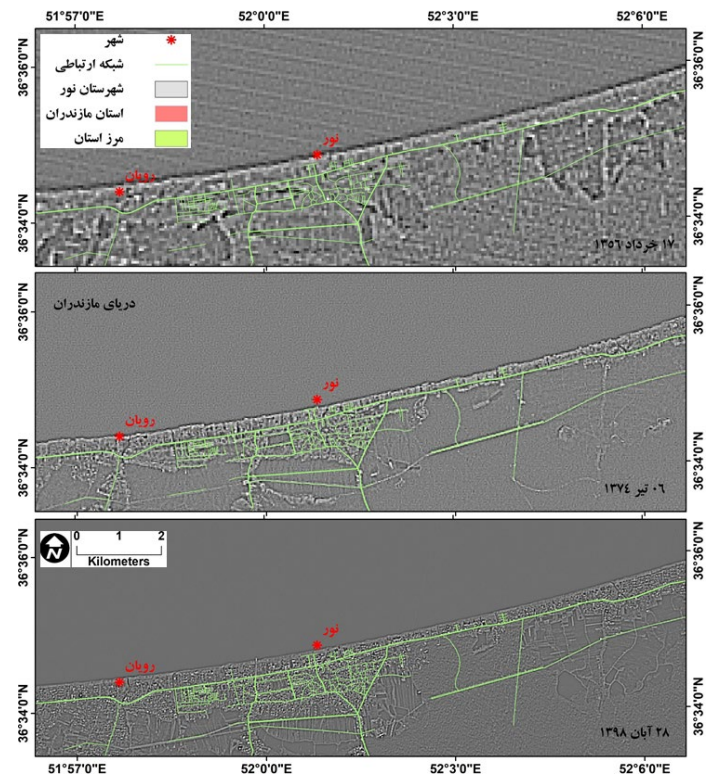 51°57'0"E 52°0'0"E 52°3'0"E 52°6'0"E
36°36'0"N
36°36'0"N
شهر
شبکه ارتباطی
شهرستان نور
استان مازندران
مرز استان
نور
رویان
36°34'0"N
36°34'0"N
۱۷ خرداد ۱۳۵۶
36°36'0"N
36°36'0"N
دریای مازندران
نور
رویان
36°34'0"N
36°34'0"N
۰۶ تیر ۱۳۷٤
36°36'0"N
36°36'0"N
N
0 1 2
Kilometers
نور
رویان
36°34'0"N
36°34'0"N
۲۸ آبان ۱۳۹۸
51°57'0"E 52°0'0"E 52°3'0"E 52°6'0"E